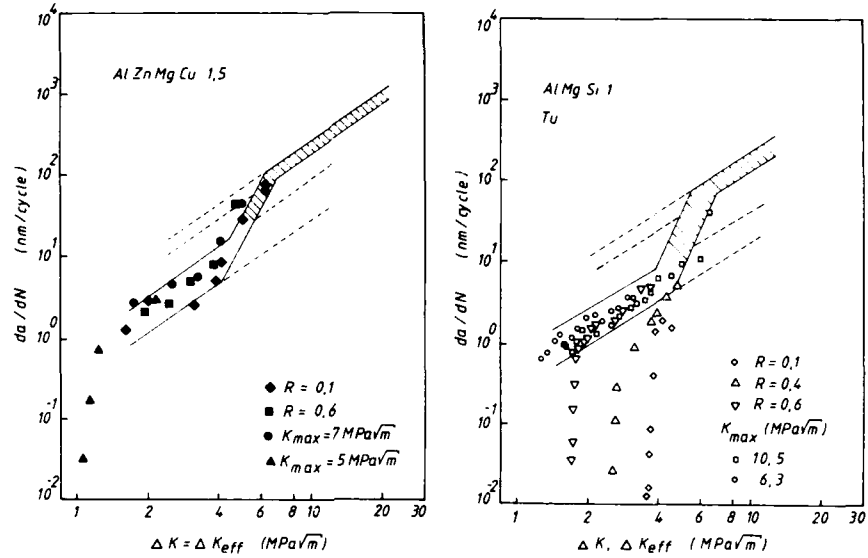 10^4
10^3
10^2
10^1
10^0
10^-1
10^-2
da/dN (nm/cycle)
Al Zn Mg Cu 1,5
R = 0,1
R = 0,6
K max = 7 MPa√m
K max = 5 MPa√m
1 2 4 6 8 10 20 30
Δ K = Δ K eff (MPa√m)
10^4
10^3
10^2
10^1
10^0
10^-1
10^-2
da/dN (nm/cycle)
Al Mg Si 1
Tu
R = 0,1
R = 0,4
R = 0,6
K max (MPa√m)
10,5
6,3
1 2 4 6 8 10 20 30
Δ K, Δ K eff (MPa√m)